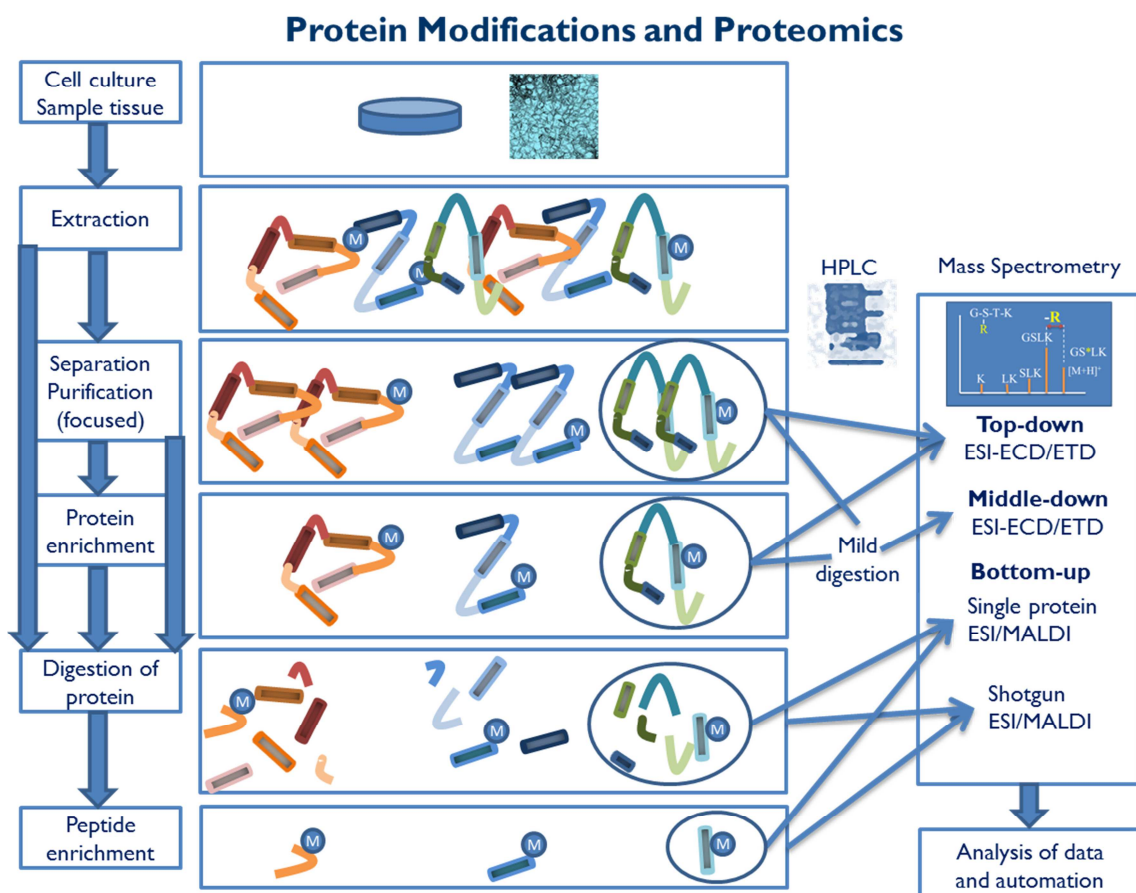 Protein Modifications and Proteomics
Cell culture
Sample tissue
Extraction
M
M
M
HPLC
Mass Spectrometry
G-S-T-K
R
-R
GSLK
GS*LK
[M+H]+
SLK
LK
K
Separation
Purification
(focused)
M
M
M
Top-down
ESI-ECD/ETD
Protein
enrichment
M
M
M
Mild
digestion
Middle-down
ESI-ECD/ETD
Bottom-up
Single protein
ESI/MALDI
Digestion of
protein
M
M
M
Shotgun
ESI/MALDI
Peptide
enrichment
M
M
M
Analysis of data
and automation